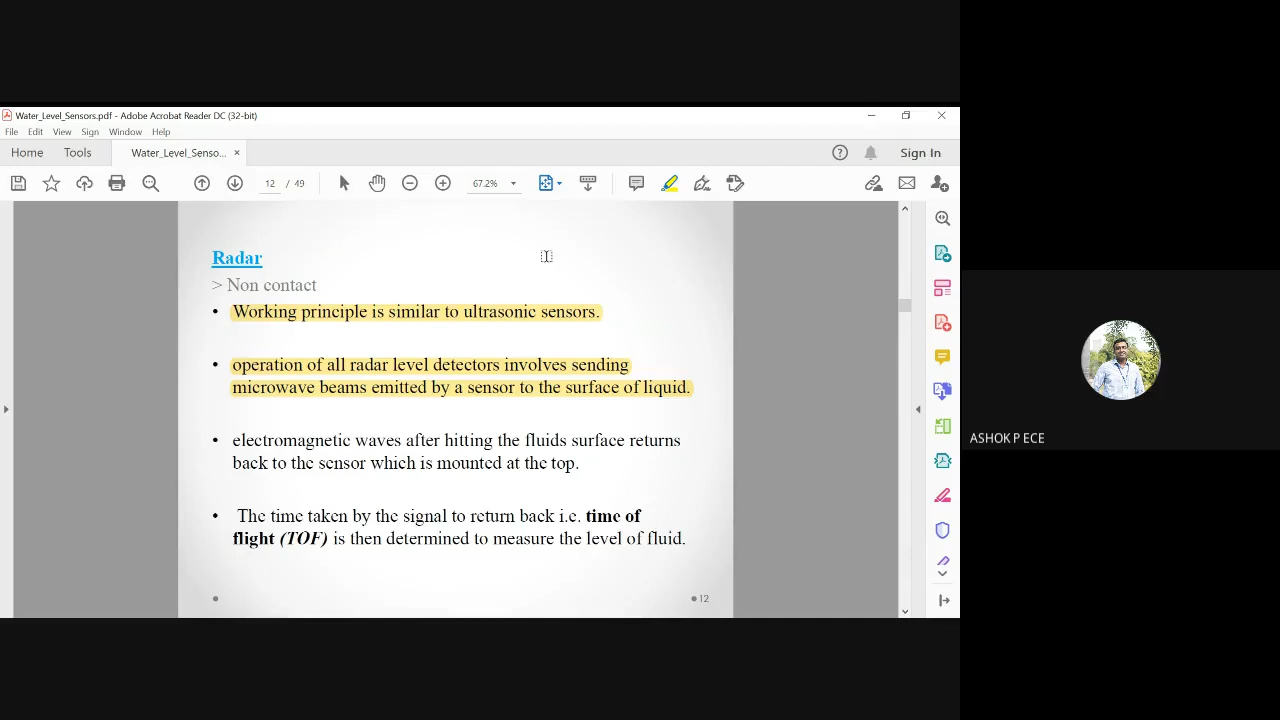 Water_Level_Sensors.pdf - Adobe Acrobat Reader DC (32-bit)
File Edit View Sign Window Help
Home Tools Water_Level_Senso... × Sign In
12 / 49 67.2%
Radar
> Non contact
• Working principle is similar to ultrasonic sensors.
• operation of all radar level detectors involves sending
microwave beams emitted by a sensor to the surface of liquid.
• electromagnetic waves after hitting the fluids surface returns
back to the sensor which is mounted at the top.
• The time taken by the signal to return back i.e. time of
flight (TOF) is then determined to measure the level of fluid.
12
ASHOK P ECE